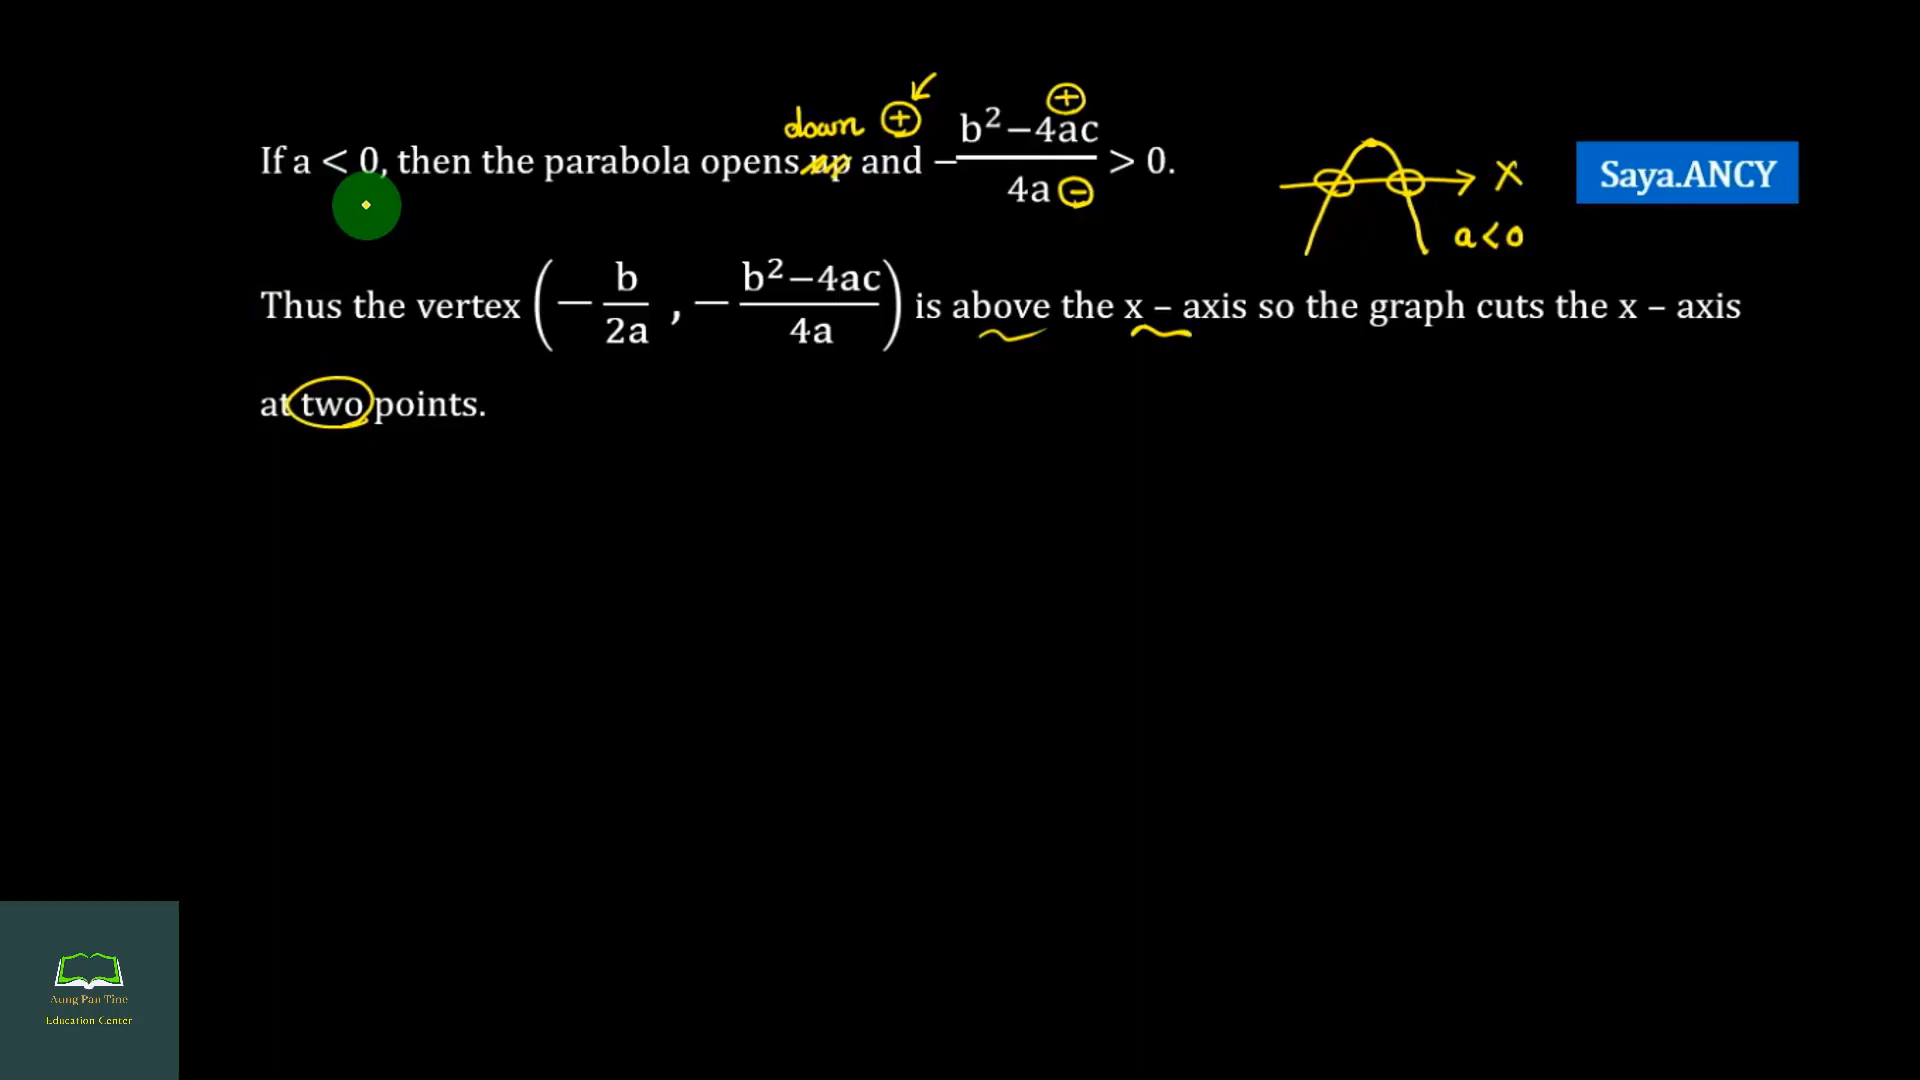 down ⊕ ⊕
If a < 0, then the parabola opens up and −(b²−4ac)/(4a) > 0.
⊖
X
a<0
Saya.ANCY
Thus the vertex (−b/(2a) , −(b²−4ac)/(4a)) is above the x – axis so the graph cuts the x – axis
at two points.
Aung Pan Tine
Education Center